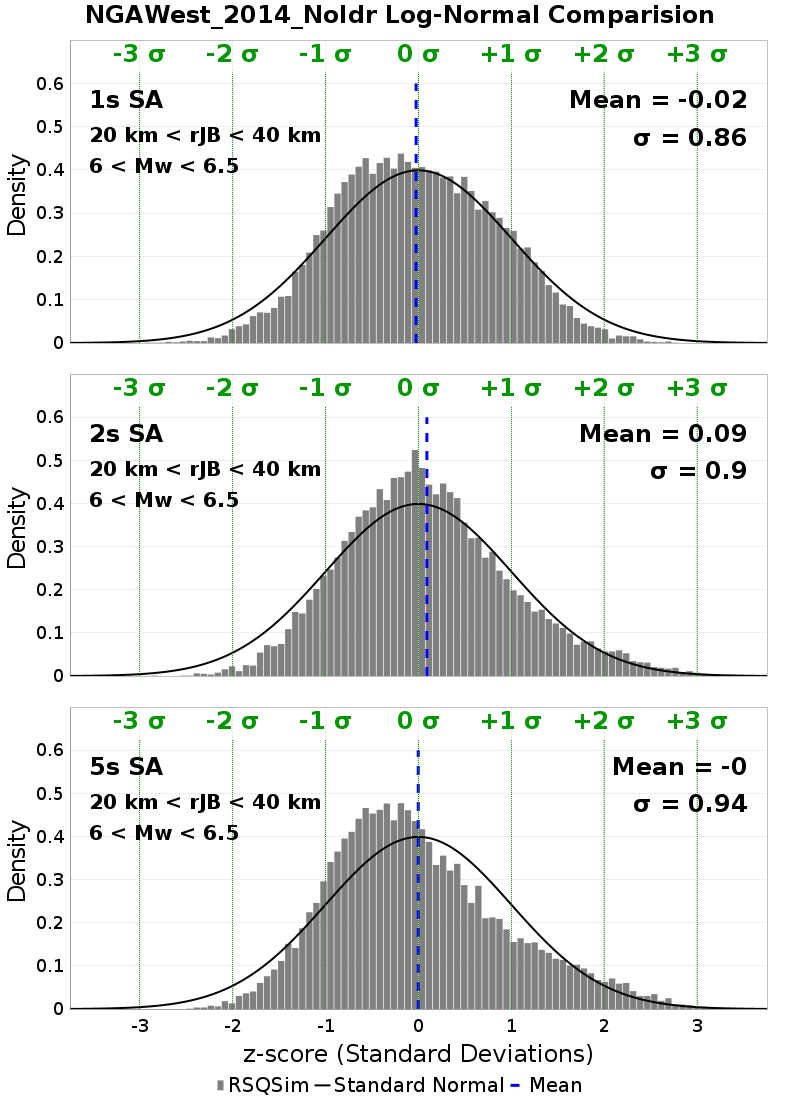 NGAWest_2014_NoIdr Log-Normal Comparision
-3 σ -2 σ -1 σ 0 σ +1 σ +2 σ +3 σ
0.6
1s SA Mean = -0.02
0.5
20 km < rJB < 40 km σ = 0.86
6 < Mw < 6.5
0.4
Density
0.3
0.2
0.1
0
-3 σ -2 σ -1 σ 0 σ +1 σ +2 σ +3 σ
0.6
2s SA Mean = 0.09
0.5
20 km < rJB < 40 km σ = 0.9
6 < Mw < 6.5
0.4
Density
0.3
0.2
0.1
0
-3 σ -2 σ -1 σ 0 σ +1 σ +2 σ +3 σ
0.6
5s SA Mean = -0
0.5
20 km < rJB < 40 km σ = 0.94
6 < Mw < 6.5
0.4
Density
0.3
0.2
0.1
0
-3 -2 -1 0 1 2 3
z-score (Standard Deviations)
RSQSim Standard Normal Mean